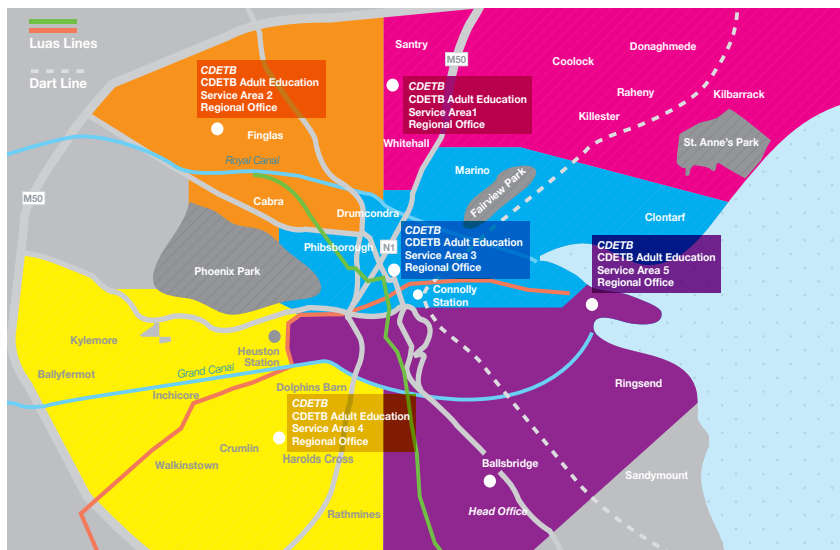 Luas Lines
Dart Line
CDETB
CDETB Adult Education
Service Area 2
Regional Office
Finglas
Royal Canal
Cabra
M50
Santry
M50
CDETB
CDETB Adult Education
Service Area1
Regional Office
Whitehall
Coolock
Donaghmede
Raheny
Killester
Kilbarrack
St. Anne's Park
Marino
Fairview Park
Clontarf
Drumcondra
Phibsborough
N1
CDETB
CDETB Adult Education
Service Area 3
Regional Office
Connolly
Station
CDETB
CDETB Adult Education
Service Area 5
Regional Office
Phoenix Park
Kylemore
Heuston
Station
Ballyfermot
Grand Canal
Inchicore
Dolphins Barn
CDETB
CDETB Adult Education
Service Area 4
Regional Office
Crumlin
Walkinstown
Harolds Cross
Rathmines
Ringsend
Ballsbridge
Sandymount
Head Office